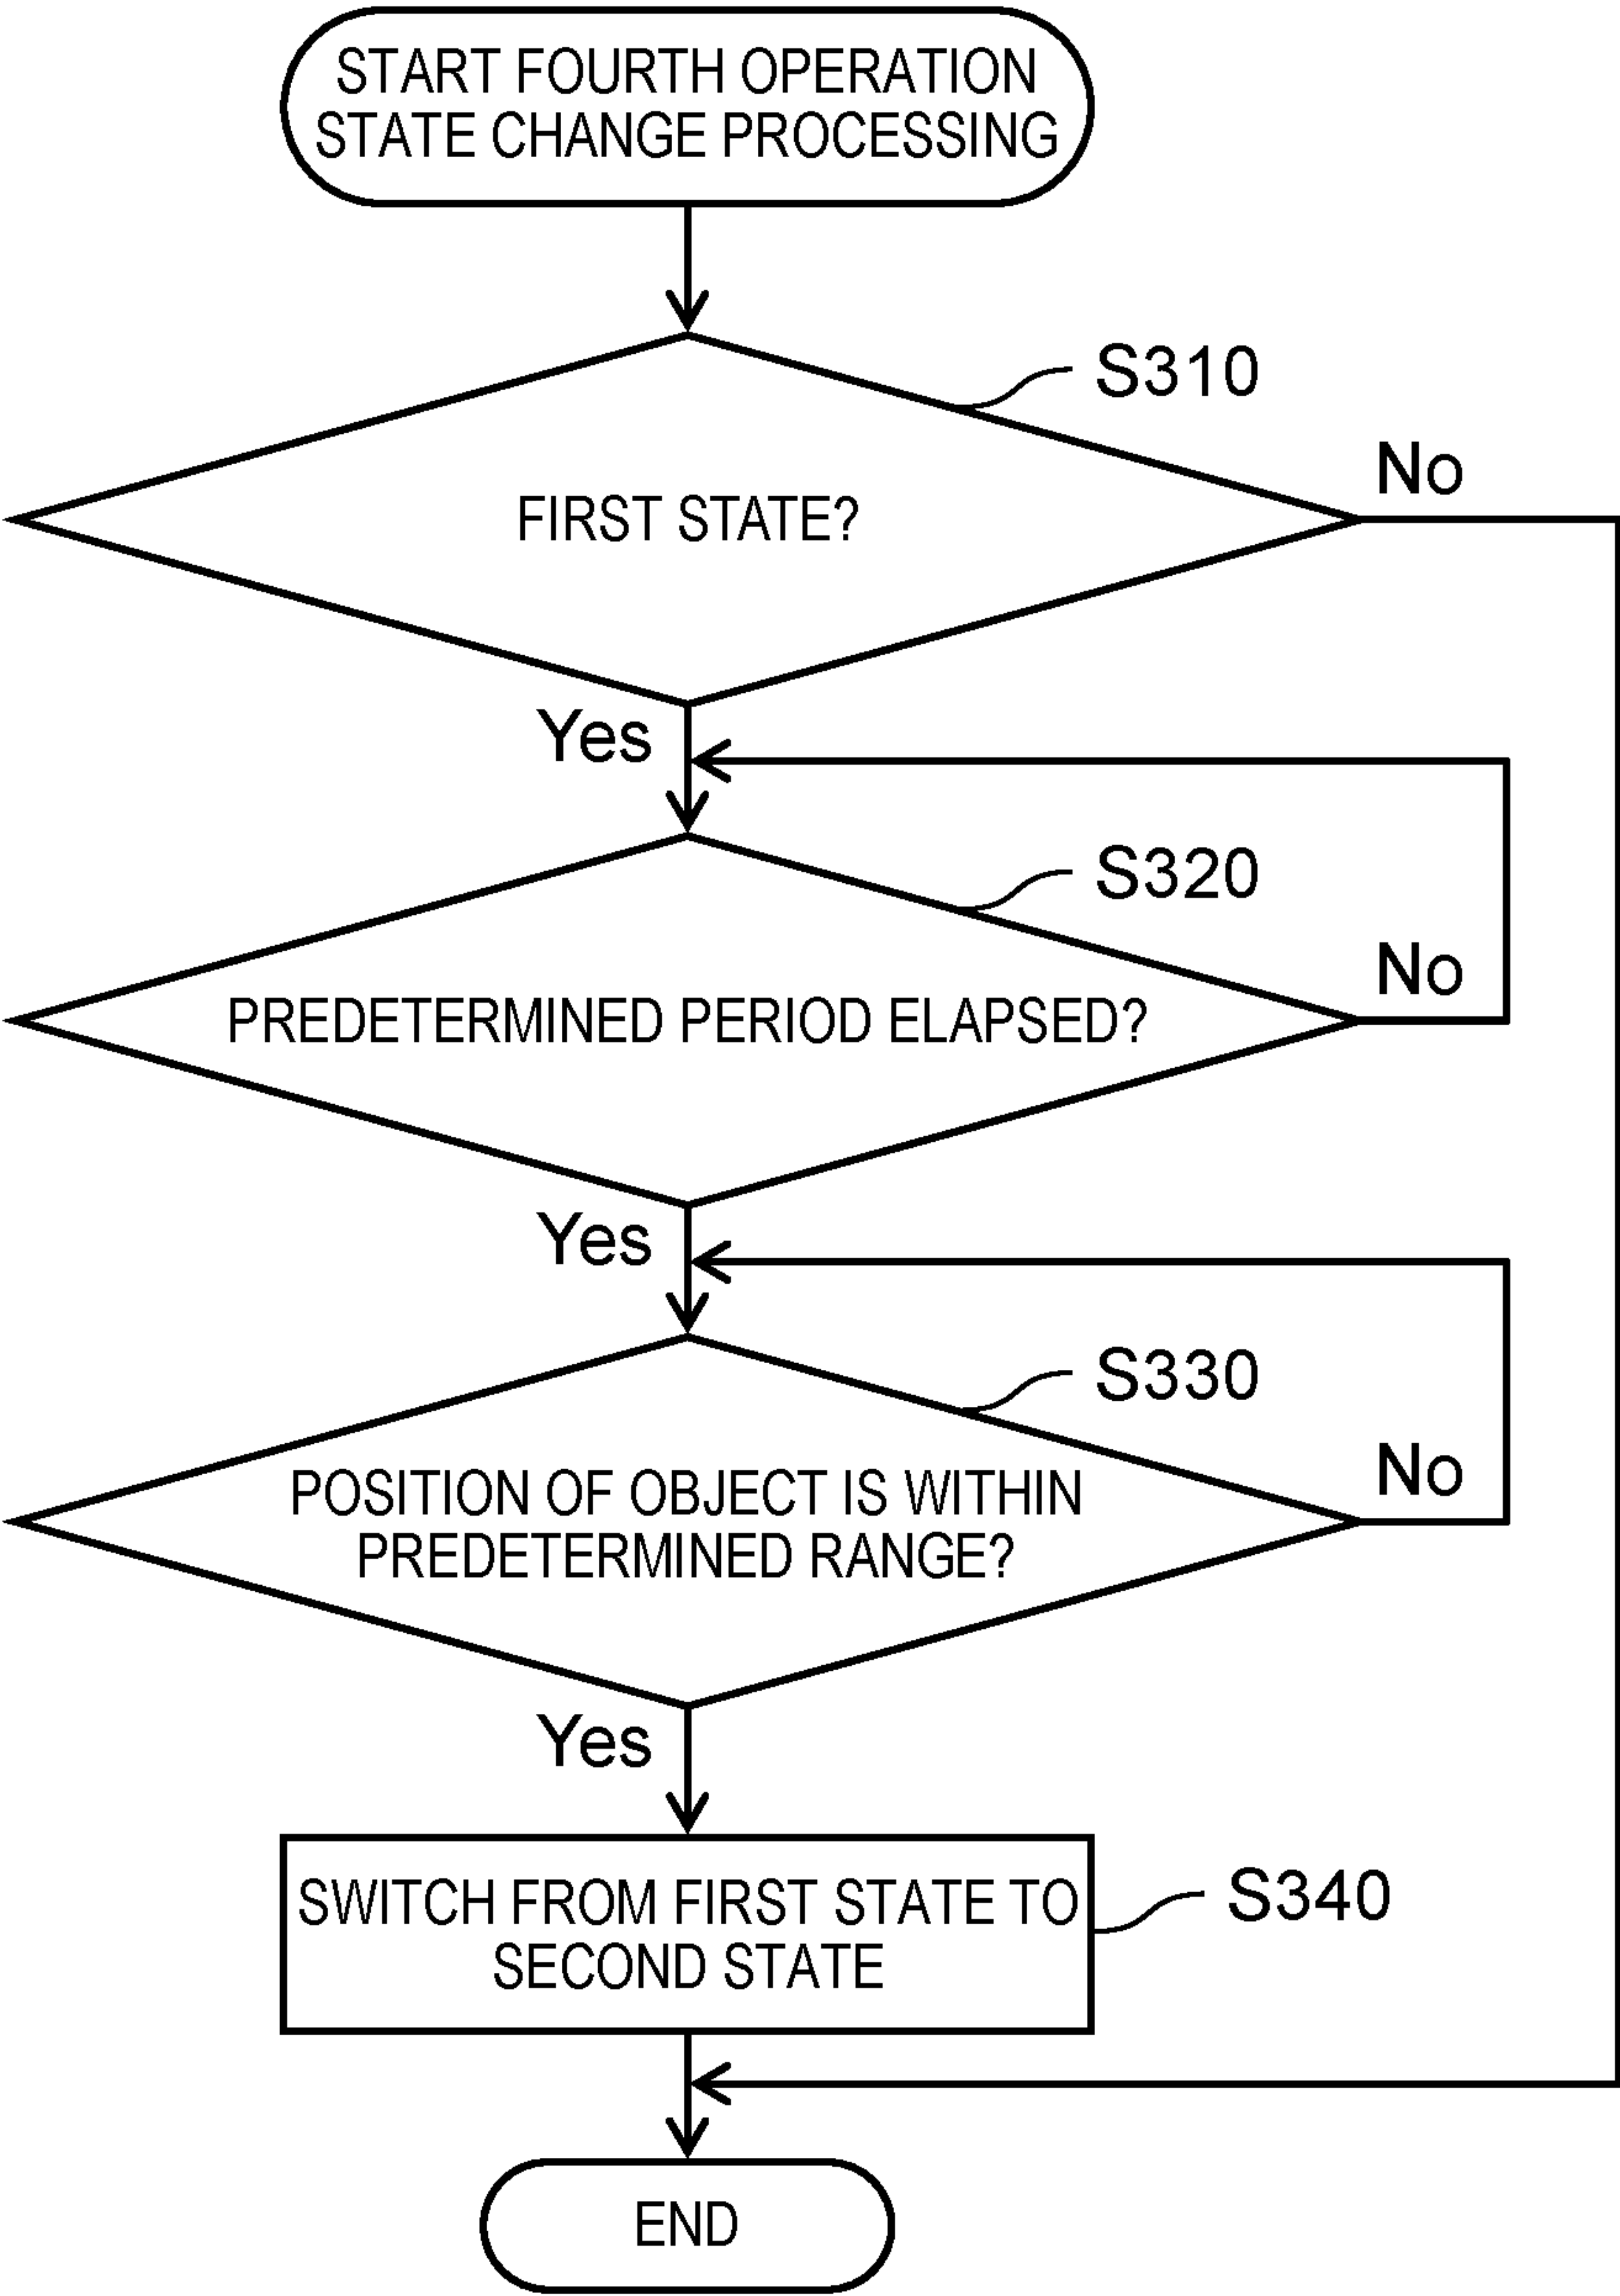 START FOURTH OPERATION
STATE CHANGE PROCESSING
S310
No
FIRST STATE?
Yes
S320
No
PREDETERMINED PERIOD ELAPSED?
Yes
S330
No
POSITION OF OBJECT IS WITHIN
PREDETERMINED RANGE?
Yes
SWITCH FROM FIRST STATE TO
SECOND STATE
S340
END